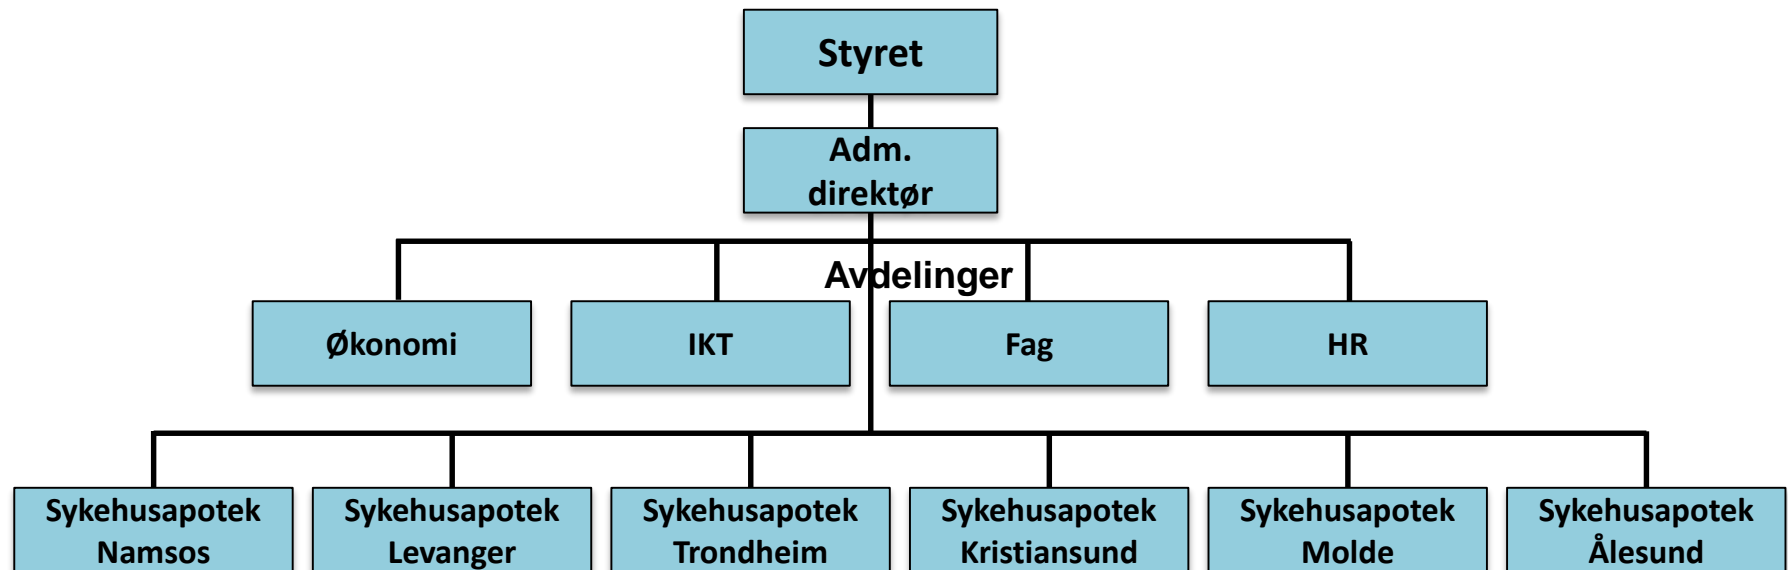 Styret
Adm.
direktør
Avdelinger
Økonomi
IKT
Fag
HR
Sykehusapotek
Namsos
Sykehusapotek
Levanger
Sykehusapotek
Trondheim
Sykehusapotek
Kristiansund
Sykehusapotek
Molde
Sykehusapotek
Ålesund